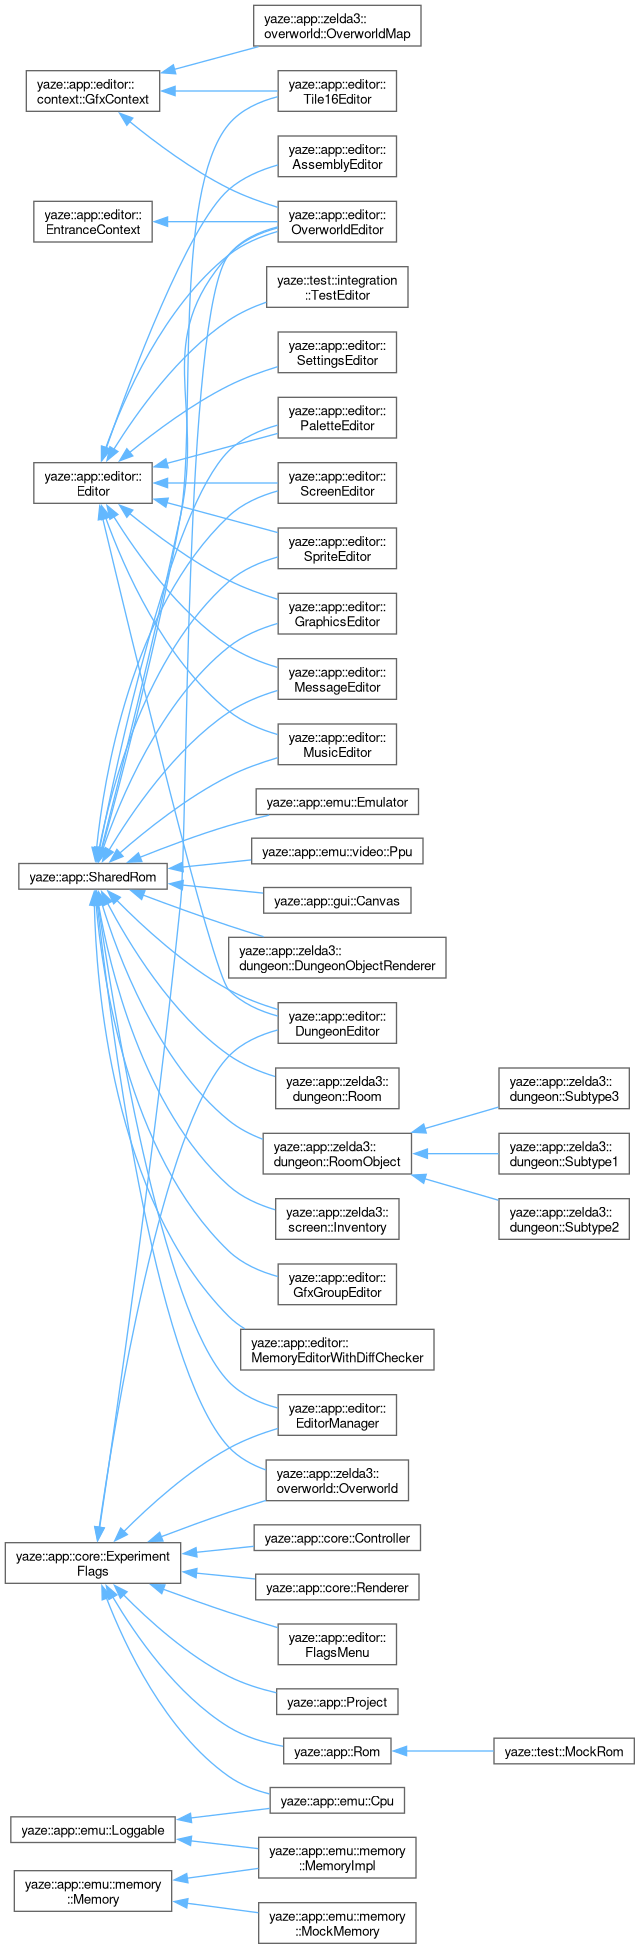 yaze::app::zelda3::
overworld::OverworldMap
yaze::app::editor::
context::GfxContext
yaze::app::editor::
Tile16Editor
yaze::app::editor::
AssemblyEditor
yaze::app::editor::
EntranceContext
yaze::app::editor::
OverworldEditor
yaze::test::integration
::TestEditor
yaze::app::editor::
SettingsEditor
yaze::app::editor::
PaletteEditor
yaze::app::editor::
Editor
yaze::app::editor::
ScreenEditor
yaze::app::editor::
SpriteEditor
yaze::app::editor::
GraphicsEditor
yaze::app::editor::
MessageEditor
yaze::app::editor::
MusicEditor
yaze::app::emu::Emulator
yaze::app::emu::video::Ppu
yaze::app::SharedRom
yaze::app::gui::Canvas
yaze::app::zelda3::
dungeon::DungeonObjectRenderer
yaze::app::editor::
DungeonEditor
yaze::app::zelda3::
dungeon::Room
yaze::app::zelda3::
dungeon::Subtype3
yaze::app::zelda3::
dungeon::RoomObject
yaze::app::zelda3::
dungeon::Subtype1
yaze::app::zelda3::
screen::Inventory
yaze::app::zelda3::
dungeon::Subtype2
yaze::app::editor::
GfxGroupEditor
yaze::app::editor::
MemoryEditorWithDiffChecker
yaze::app::editor::
EditorManager
yaze::app::zelda3::
overworld::Overworld
yaze::app::core::Controller
yaze::app::core::Experiment
Flags
yaze::app::core::Renderer
yaze::app::editor::
FlagsMenu
yaze::app::Project
yaze::app::Rom
yaze::test::MockRom
yaze::app::emu::Cpu
yaze::app::emu::Loggable
yaze::app::emu::memory
::MemoryImpl
yaze::app::emu::memory
::Memory
yaze::app::emu::memory
::MockMemory